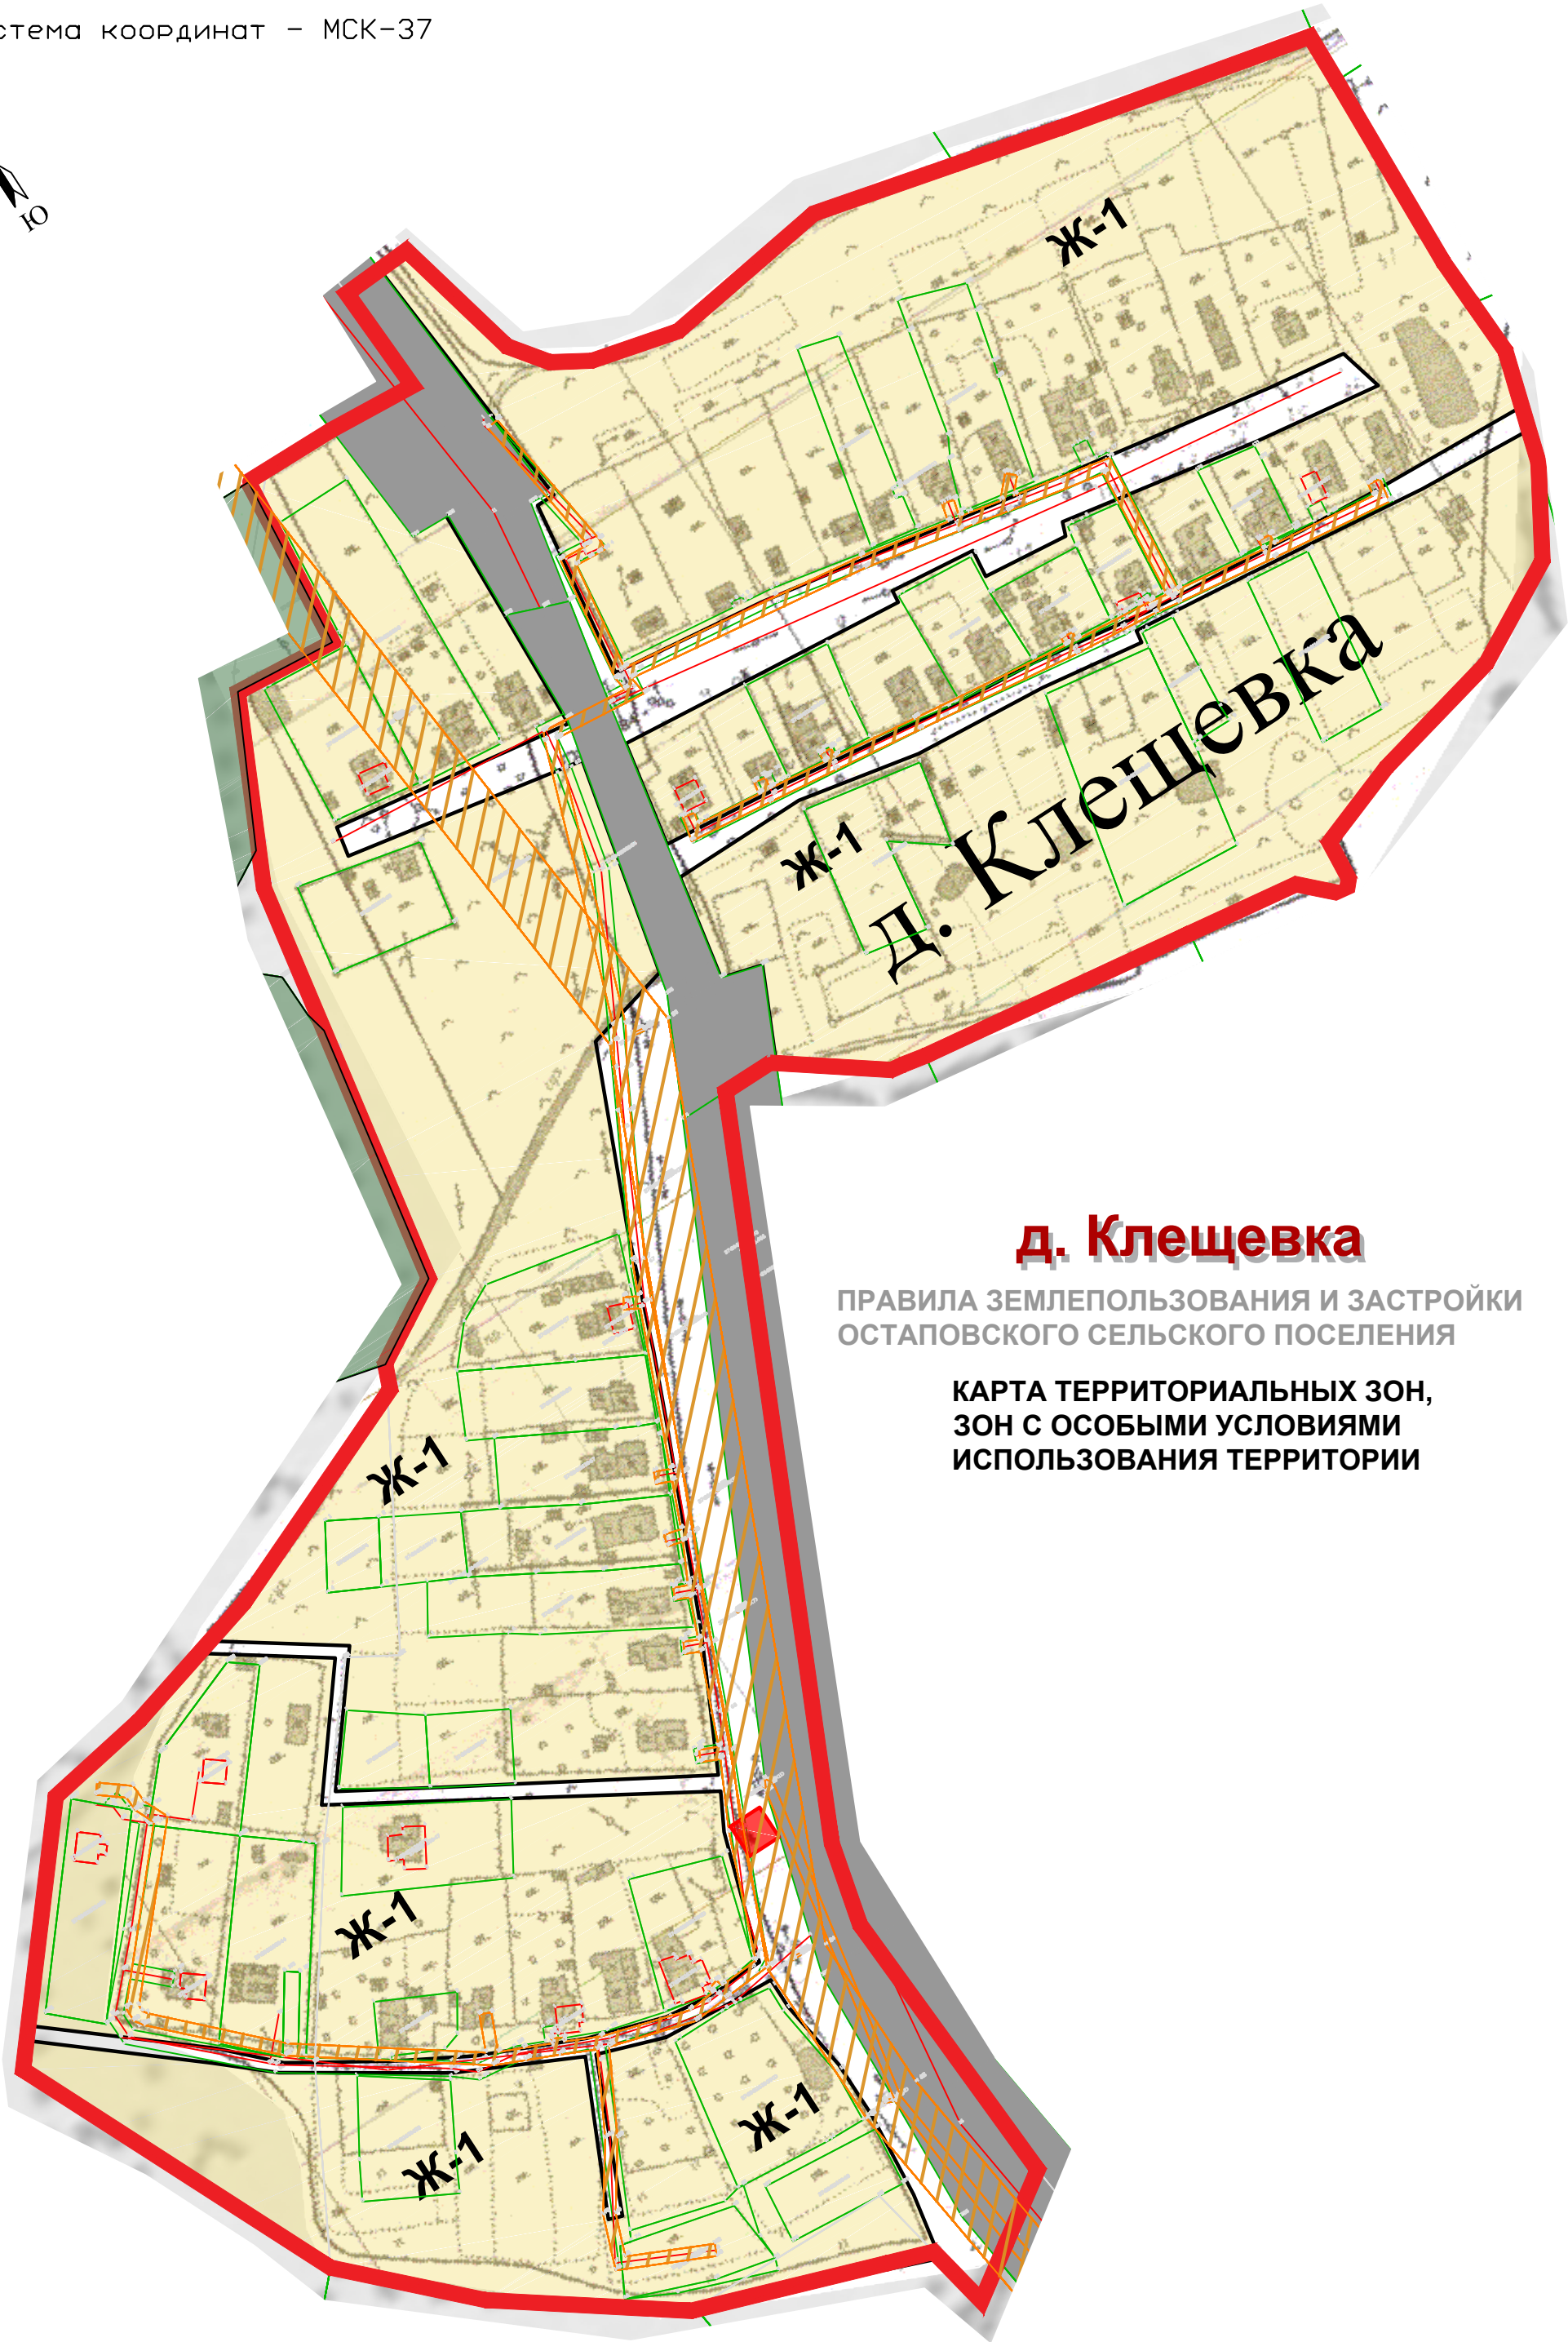 стема координат - МСК-37
Ю
Ж-1
Ж-1
д. Клещевка
д. Клещевка
ПРАВИЛА ЗЕМЛЕПОЛЬЗОВАНИЯ И ЗАСТРОЙКИ
ОСТАПОВСКОГО СЕЛЬСКОГО ПОСЕЛЕНИЯ
КАРТА ТЕРРИТОРИАЛЬНЫХ ЗОН,
ЗОН С ОСОБЫМИ УСЛОВИЯМИ
ИСПОЛЬЗОВАНИЯ ТЕРРИТОРИИ
Ж-1
Ж-1
Ж-1
Ж-1